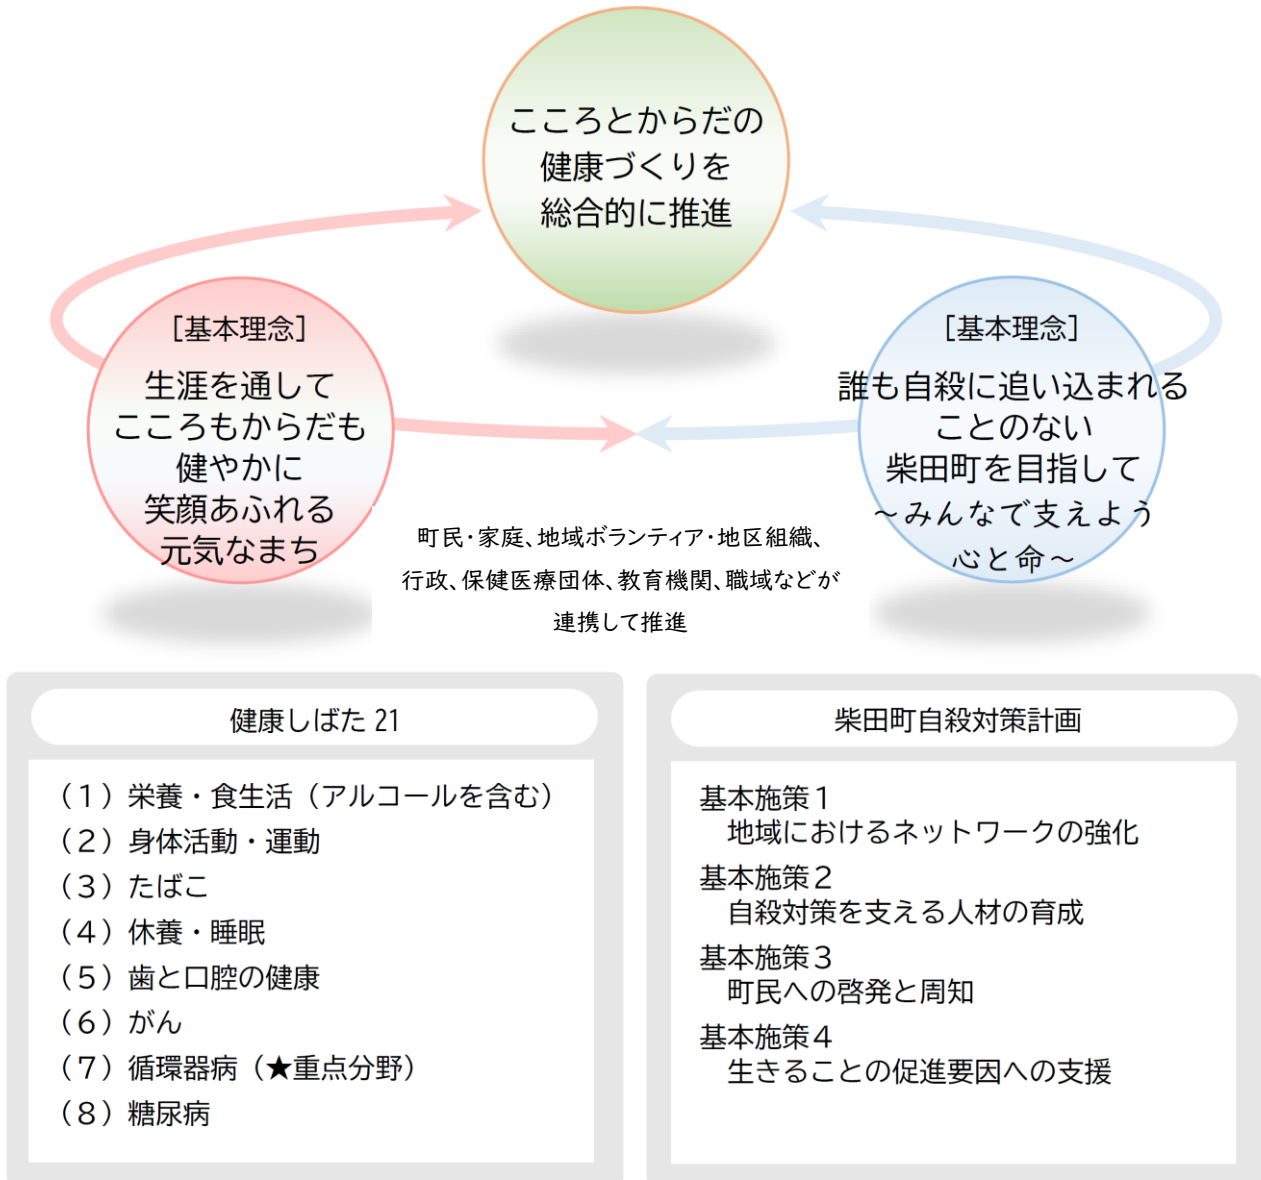 こころとからだの
健康づくりを
総合的に推進
［基本理念］
生涯を通して
こころもからだも
健やかに
笑顔あふれる
元気なまち
［基本理念］
誰も自殺に追い込まれる
ことのない
柴田町を目指して
～みんなで支えよう
心と命～
町民・家庭、地域ボランティア・地区組織、
行政、保健医療団体、教育機関、職域などが
連携して推進
健康しばた 21
（１）栄養・食生活（アルコールを含む）
（２）身体活動・運動
（３）たばこ
（４）休養・睡眠
（５）歯と口腔の健康
（６）がん
（７）循環器病（★重点分野）
（８）糖尿病
柴田町自殺対策計画
基本施策１
地域におけるネットワークの強化
基本施策２
自殺対策を支える人材の育成
基本施策３
町民への啓発と周知
基本施策４
生きることの促進要因への支援